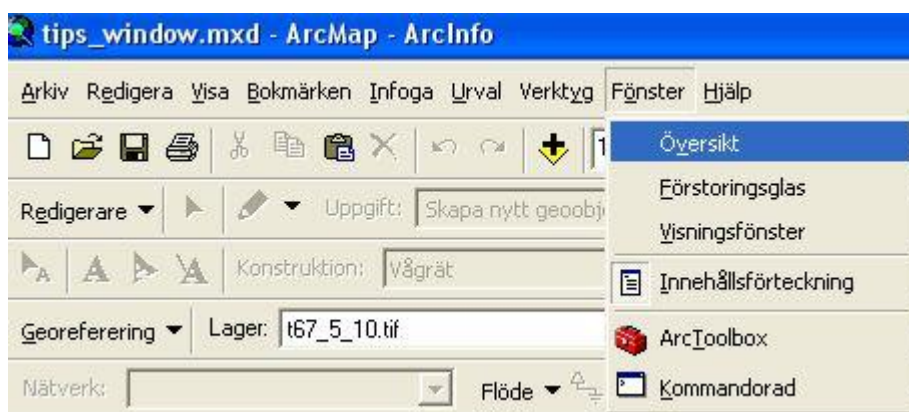 tips_window.mxd - ArcMap - ArcInfo
Arkiv Redigera Visa Bokmärken Infoga Urval Verktyg Fönster Hjälp
Översikt
Förstoringsglas
Redigerare Uppgift: Skapa nytt geoobj
Visningsfönster
A A A Konstruktion: Vågrät
Innehållsförteckning
Georeferering Lager: t67_5_10.tif
ArcToolbox
Nätverk: Flöde
Kommandorad